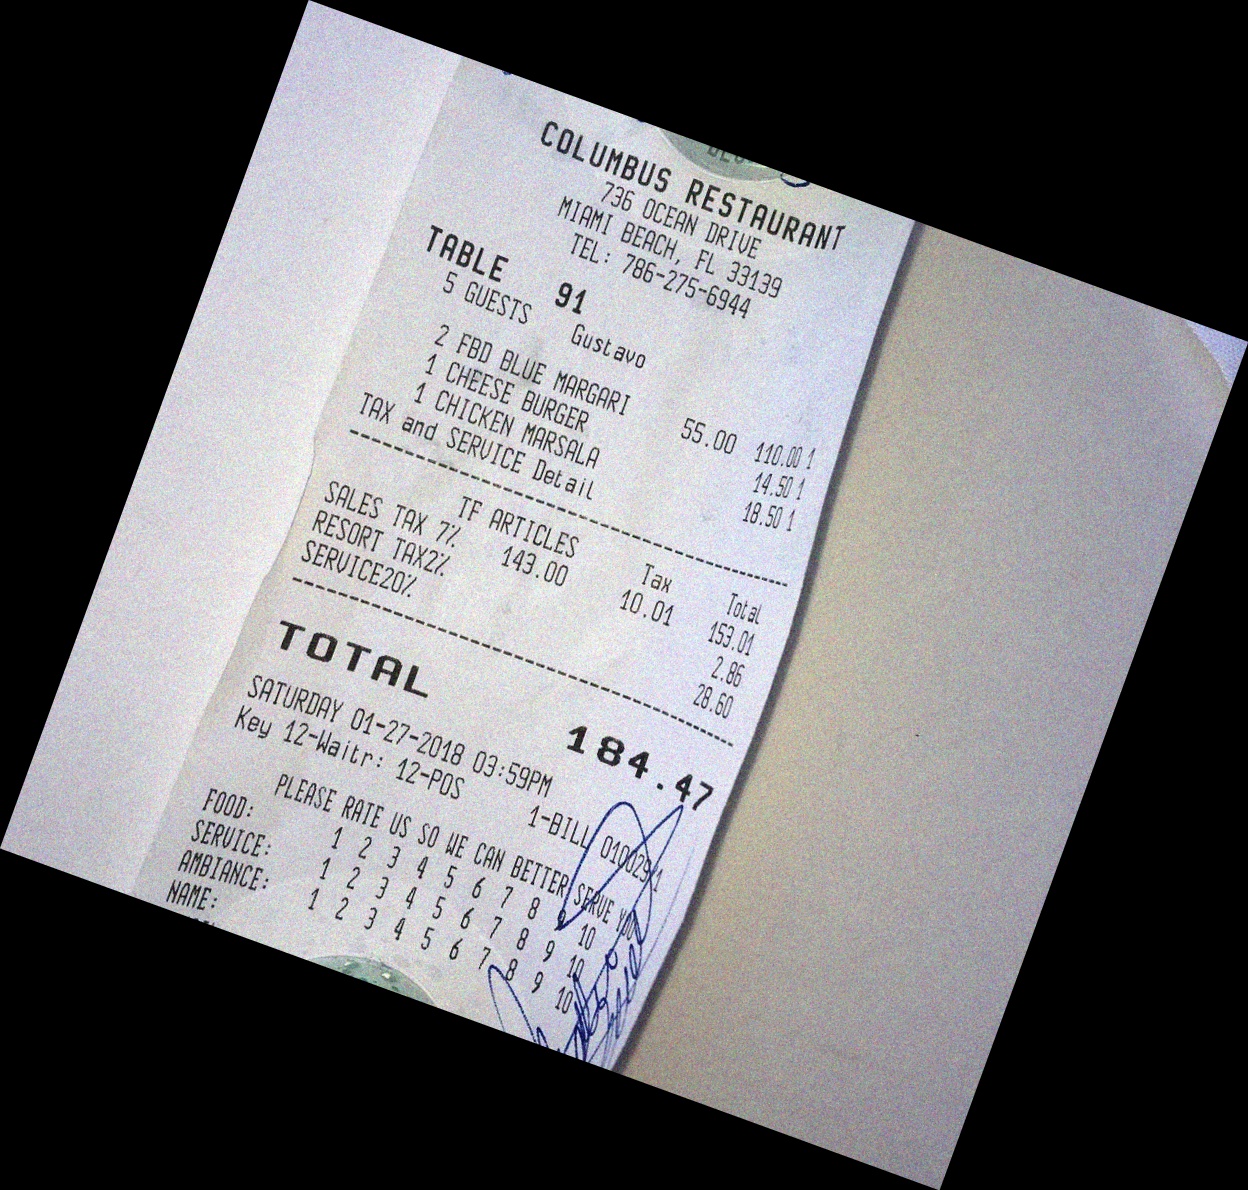 COLUMBUS RESTAURANT
736 OCEAN DRIVE
MIAMI BEACH, FL 33139
TEL: 786-275-6944
TABLE 91
5 GUESTS Gustavo
2 FBD BLUE MARGARI 55.00 110.00 1
1 CHEESE BURGER 14.50 1
1 CHICKEN MARSALA 18.50 1
TAX and SERVICE Detail
TF ARTICLES Tax Total
SALES TAX 7% 143.00 10.01 153.01
RESORT TAX2% 2.86
SERVICE20% 28.60
TOTAL 184.47
SATURDAY 01-27-2018 03:59PM
Key 12-Waitr: 12-POS 1-BILL
PLEASE RATE US SO WE CAN BETTER SERVE YOU
FOOD: 1 2 3 4 5 6 7 8 9 10
SERVICE: 1 2 3 4 5 6 7 8 9 10
AMBIANCE: 1 2 3 4 5 6 7 8 9 10
NAME: